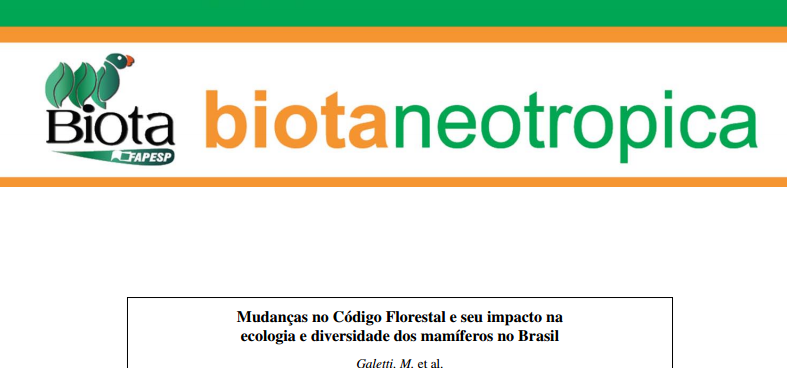 Biota
FAPESP
biotaneotropica
Mudanças no Código Florestal e seu impacto na
ecologia e diversidade dos mamíferos no Brasil
Galetti, M. et al.